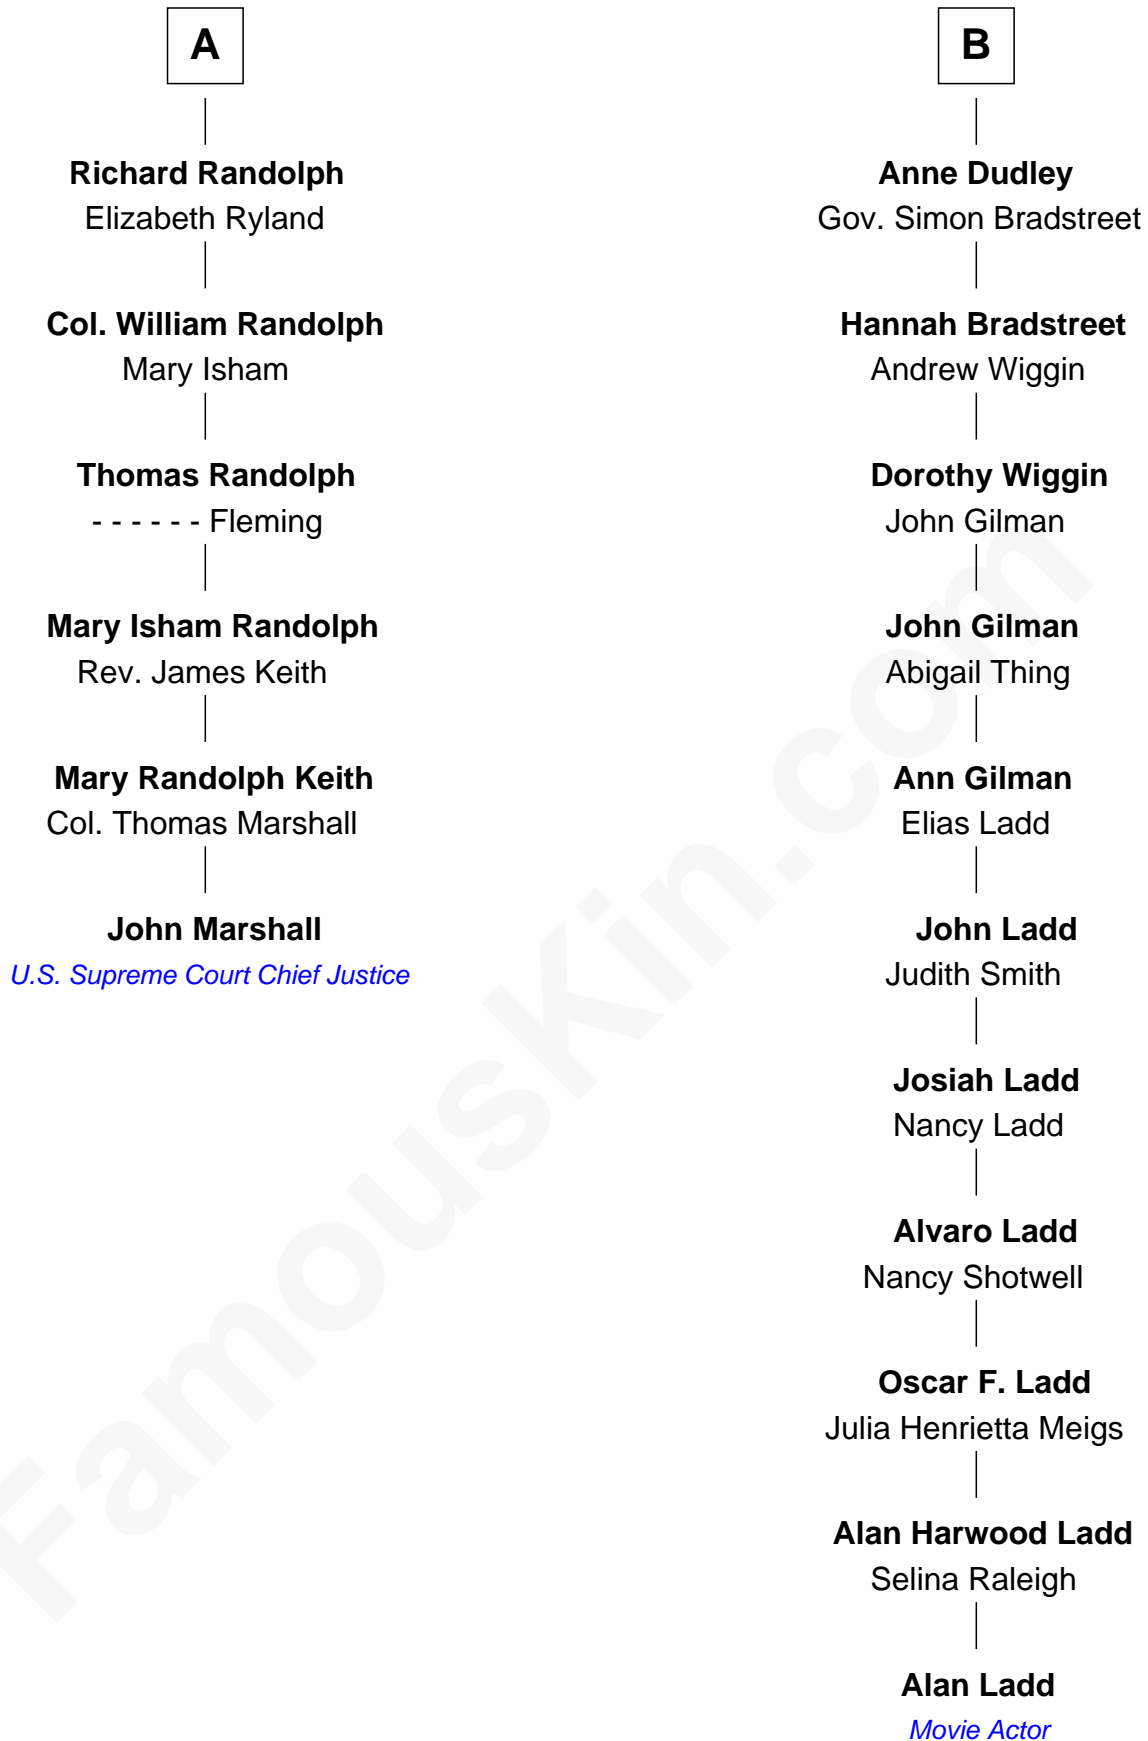 A
Richard Randolph
Elizabeth Ryland
Col. William Randolph
Mary Isham
Thomas Randolph
- - - - - - Fleming
Mary Isham Randolph
Rev. James Keith
Mary Randolph Keith
Col. Thomas Marshall
John Marshall
U.S. Supreme Court Chief Justice
B
Anne Dudley
Gov. Simon Bradstreet
Hannah Bradstreet
Andrew Wiggin
Dorothy Wiggin
John Gilman
John Gilman
Abigail Thing
Ann Gilman
Elias Ladd
John Ladd
Judith Smith
Josiah Ladd
Nancy Ladd
Alvaro Ladd
Nancy Shotwell
Oscar F. Ladd
Julia Henrietta Meigs
Alan Harwood Ladd
Selina Raleigh
Alan Ladd
Movie Actor
FamousKin.com